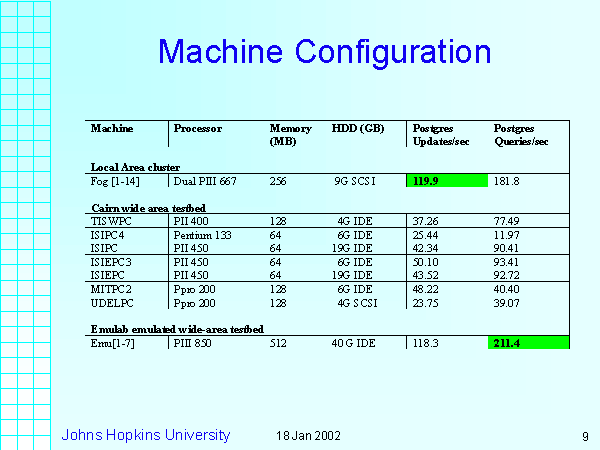 Machine Configuration
Machine Processor Memory (MB) HDD (GB) Postgres Updates/sec Postgres Queries/sec
Local Area cluster
Fog [1-14] Dual PIII 667 256 9G SCSI 119.9 181.8
Cairn wide area testbed
TISWPC PII 400 128 4G IDE 37.26 77.49
ISIPC4 Pentium 133 64 6G IDE 25.44 11.97
ISIPC PII 450 64 19G IDE 42.34 90.41
ISIEPC3 PII 450 64 6G IDE 50.10 93.41
ISIEPC PII 450 64 19G IDE 43.52 92.72
MITPC2 Ppro 200 128 6G IDE 48.22 40.40
UDELPC Ppro 200 128 4G SCSI 23.75 39.07
Emulab emulated wide-area testbed
Emu[1-7] PIII 850 512 40 G IDE 118.3 211.4
Johns Hopkins University 18 Jan 2002 9